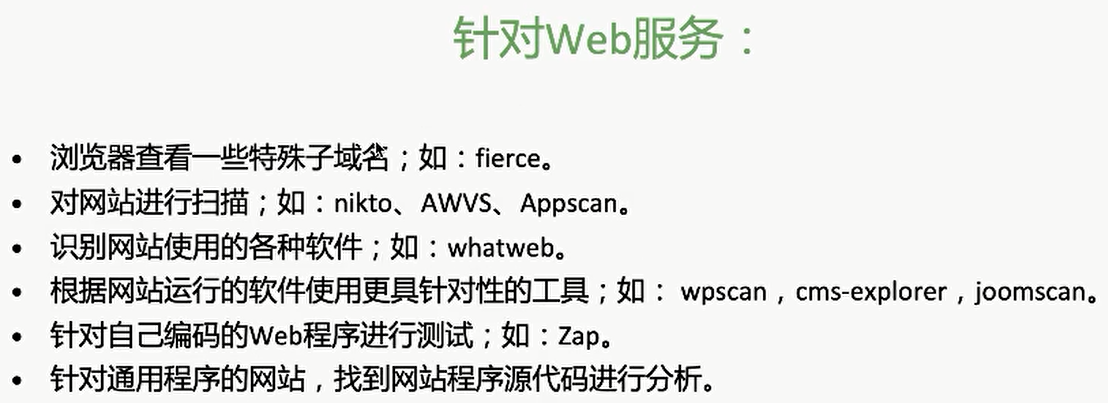 针对Web服务：
• 浏览器查看一些特殊子域名；如：fierce。
• 对网站进行扫描；如：nikto、AWVS、Appscan。
• 识别网站使用的各种软件；如：whatweb。
• 根据网站运行的软件使用更具针对性的工具；如： wpscan，cms-explorer，joomscan。
• 针对自己编码的Web程序进行测试；如：Zap。
• 针对通用程序的网站，找到网站程序源代码进行分析。